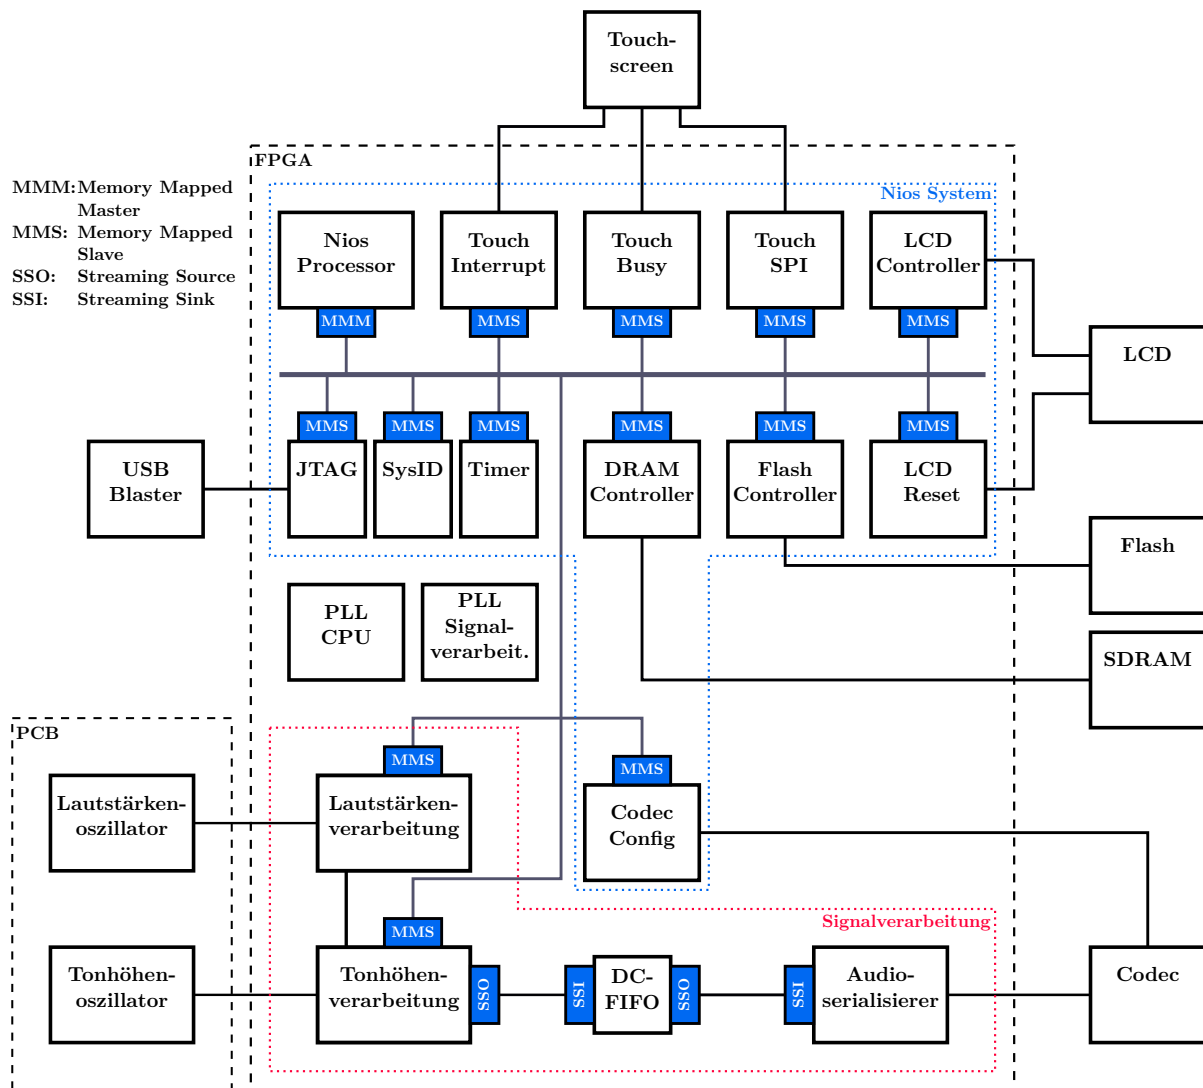 Touch-
screen
FPGA
MMM: Memory Mapped
Master
MMS: Memory Mapped
Slave
SSO: Streaming Source
SSI: Streaming Sink
Nios System
Nios
Processor
Touch
Interrupt
Touch
Busy
Touch
SPI
LCD
Controller
MMM
MMS
MMS
MMS
MMS
LCD
MMS
MMS
MMS
MMS
MMS
MMS
USB
Blaster
JTAG
SysID
Timer
DRAM
Controller
Flash
Controller
LCD
Reset
Flash
PLL
CPU
PLL
Signal-
verarbeit.
SDRAM
PCB
MMS
MMS
Lautstärken-
oszillator
Lautstärken-
verarbeitung
Codec
Config
Signalverarbeitung
MMS
Tonhöhen-
oszillator
Tonhöhen-
verarbeitung
SSO
SSI
DC-
FIFO
SSO
SSI
Audio-
serialisierer
Codec